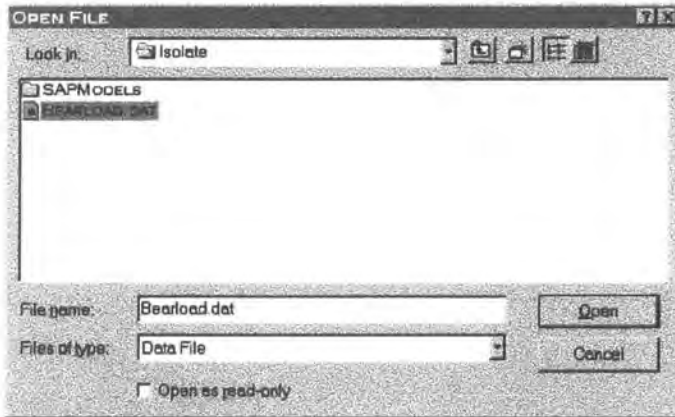 OPEN FILE
Look in:
Isolate
SAPMODELS
BEARLOAD.DAT
File name:
Bearload.dat
Open
Files of type:
Data File
Cancel
Open as read-only